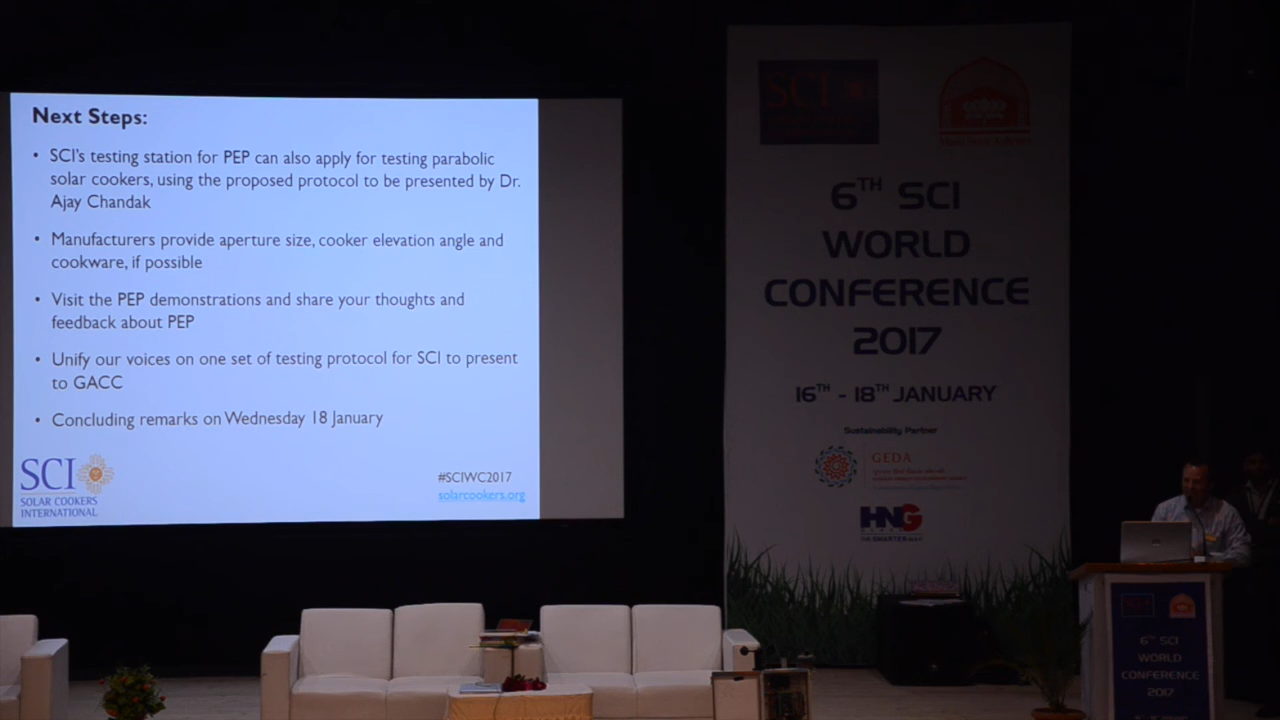 Next Steps:
• SCI's testing station for PEP can also apply for testing parabolic
solar cookers, using the proposed protocol to be presented by Dr.
Ajay Chandak
• Manufacturers provide aperture size, cooker elevation angle and
cookware, if possible
• Visit the PEP demonstrations and share your thoughts and
feedback about PEP
• Unify our voices on one set of testing protocol for SCI to present
to GACC
• Concluding remarks on Wednesday 18 January
SCI
SOLAR COOKERS
INTERNATIONAL
#SCIWC2017
solarcookers.org
SCI
6TH SCI
WORLD
CONFERENCE
2017
16TH - 18TH JANUARY
Sustainability Partner
GEDA
HNG
THE SMARTER WAY
6TH SCI
WORLD
CONFERENCE
2017